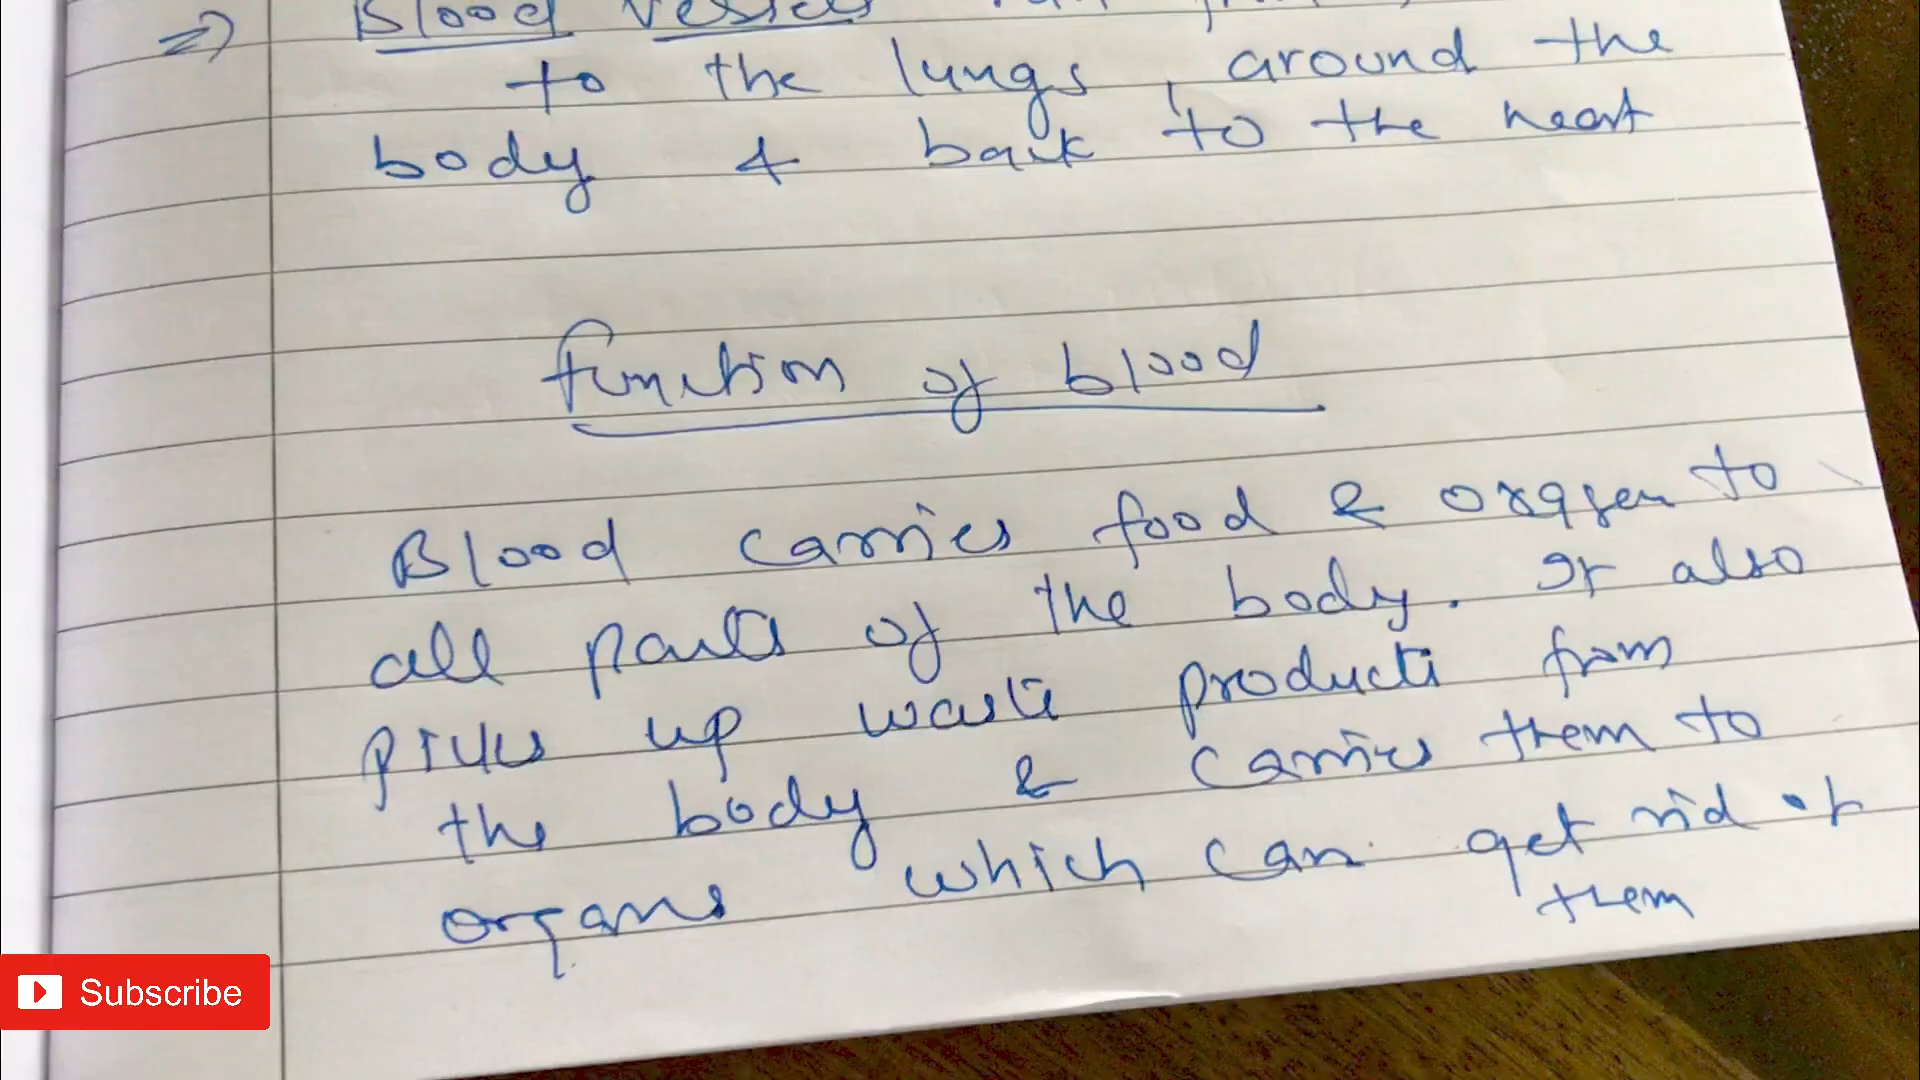 ⇒ Blood vessels
to the lungs, around the
body & back to the heart
function of blood
Blood carries food & oxygen to
all parts of the body. It also
picks up waste products from
the body & carries them to
organs which can get rid of
them
Subscribe